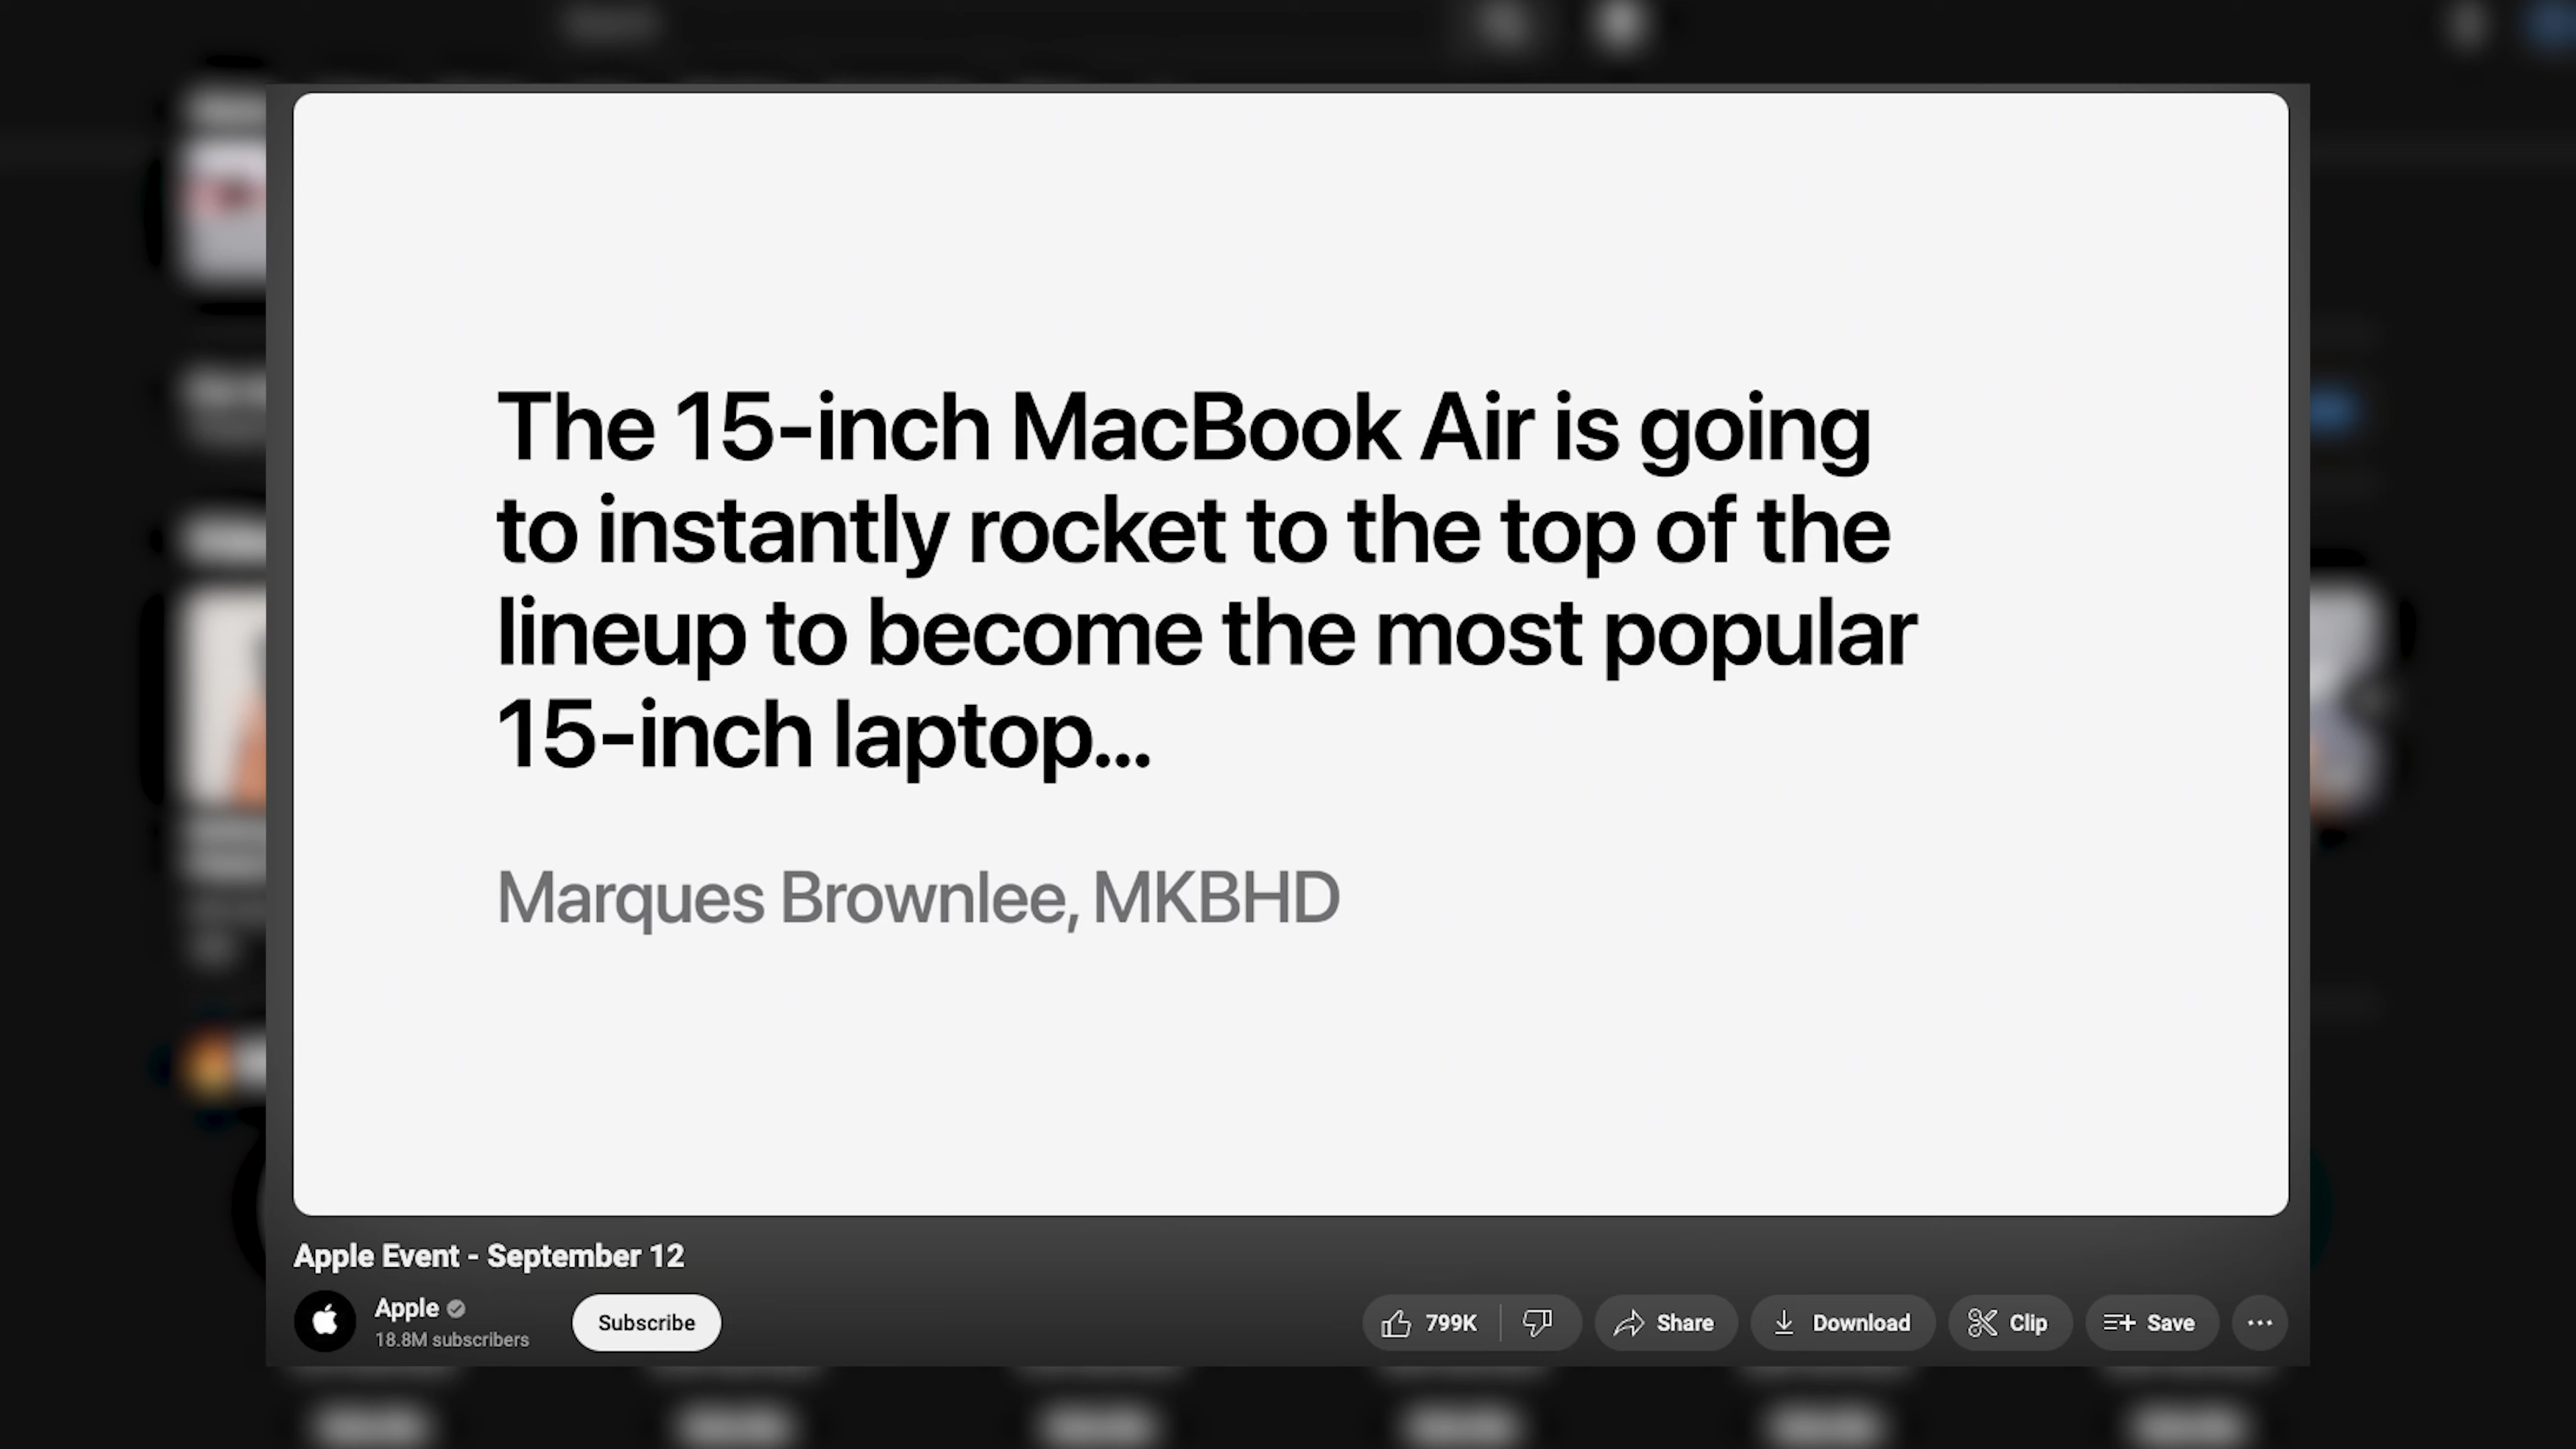 The 15-inch MacBook Air is going
to instantly rocket to the top of the
lineup to become the most popular
15-inch laptop...
Marques Brownlee, MKBHD
Apple Event - September 12
Apple
18.8M subscribers
Subscribe
799K
Share
Download
Clip
Save